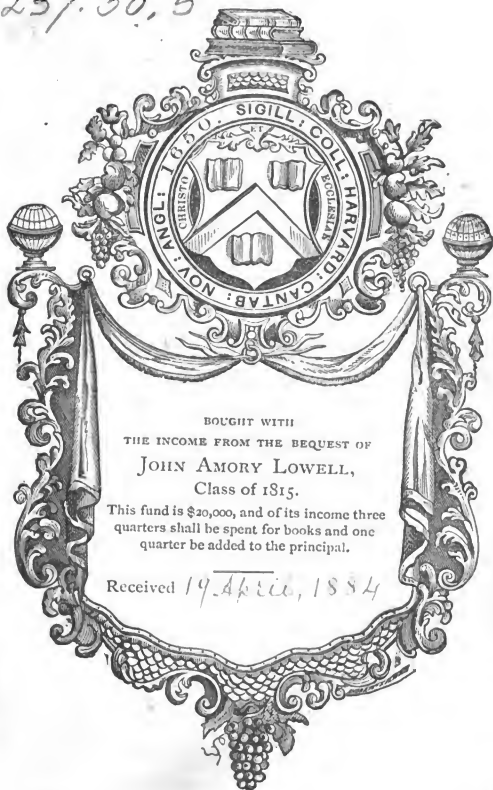 257.30.5
SIGILL: COLL: HARVARD: CANTAB: NOV: ANGL: 1650.
CHRISTO ET ECCLESIAE
BOUGHT WITH
THE INCOME FROM THE BEQUEST OF
JOHN AMORY LOWELL,
Class of 1815.
This fund is $20,000, and of its income three
quarters shall be spent for books and one
quarter be added to the principal.
Received 19 April, 1884